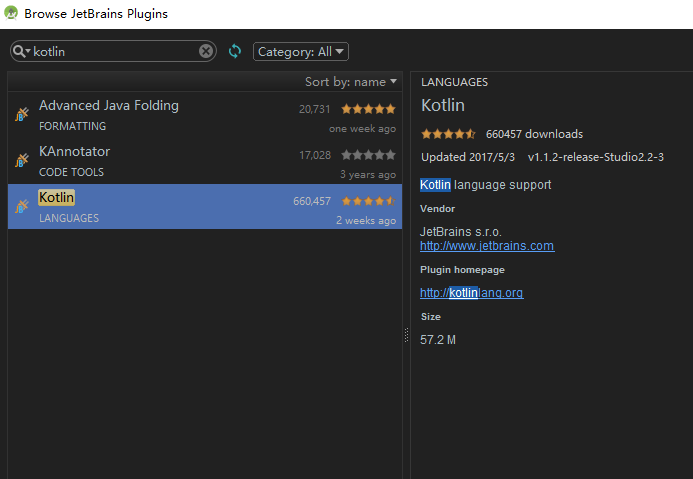 Browse JetBrains Plugins
kotlin
Category: All
Sort by: name
Advanced Java Folding
20,731
FORMATTING
one week ago
KAnnotator
17,028
CODE TOOLS
3 years ago
Kotlin
660,457
LANGUAGES
2 weeks ago
LANGUAGES
Kotlin
660457 downloads
Updated 2017/5/3 v1.1.2-release-Studio2.2-3
Kotlin language support
Vendor
JetBrains s.r.o.
http://www.jetbrains.com
Plugin homepage
http://kotlinlang.org
Size
57.2 M